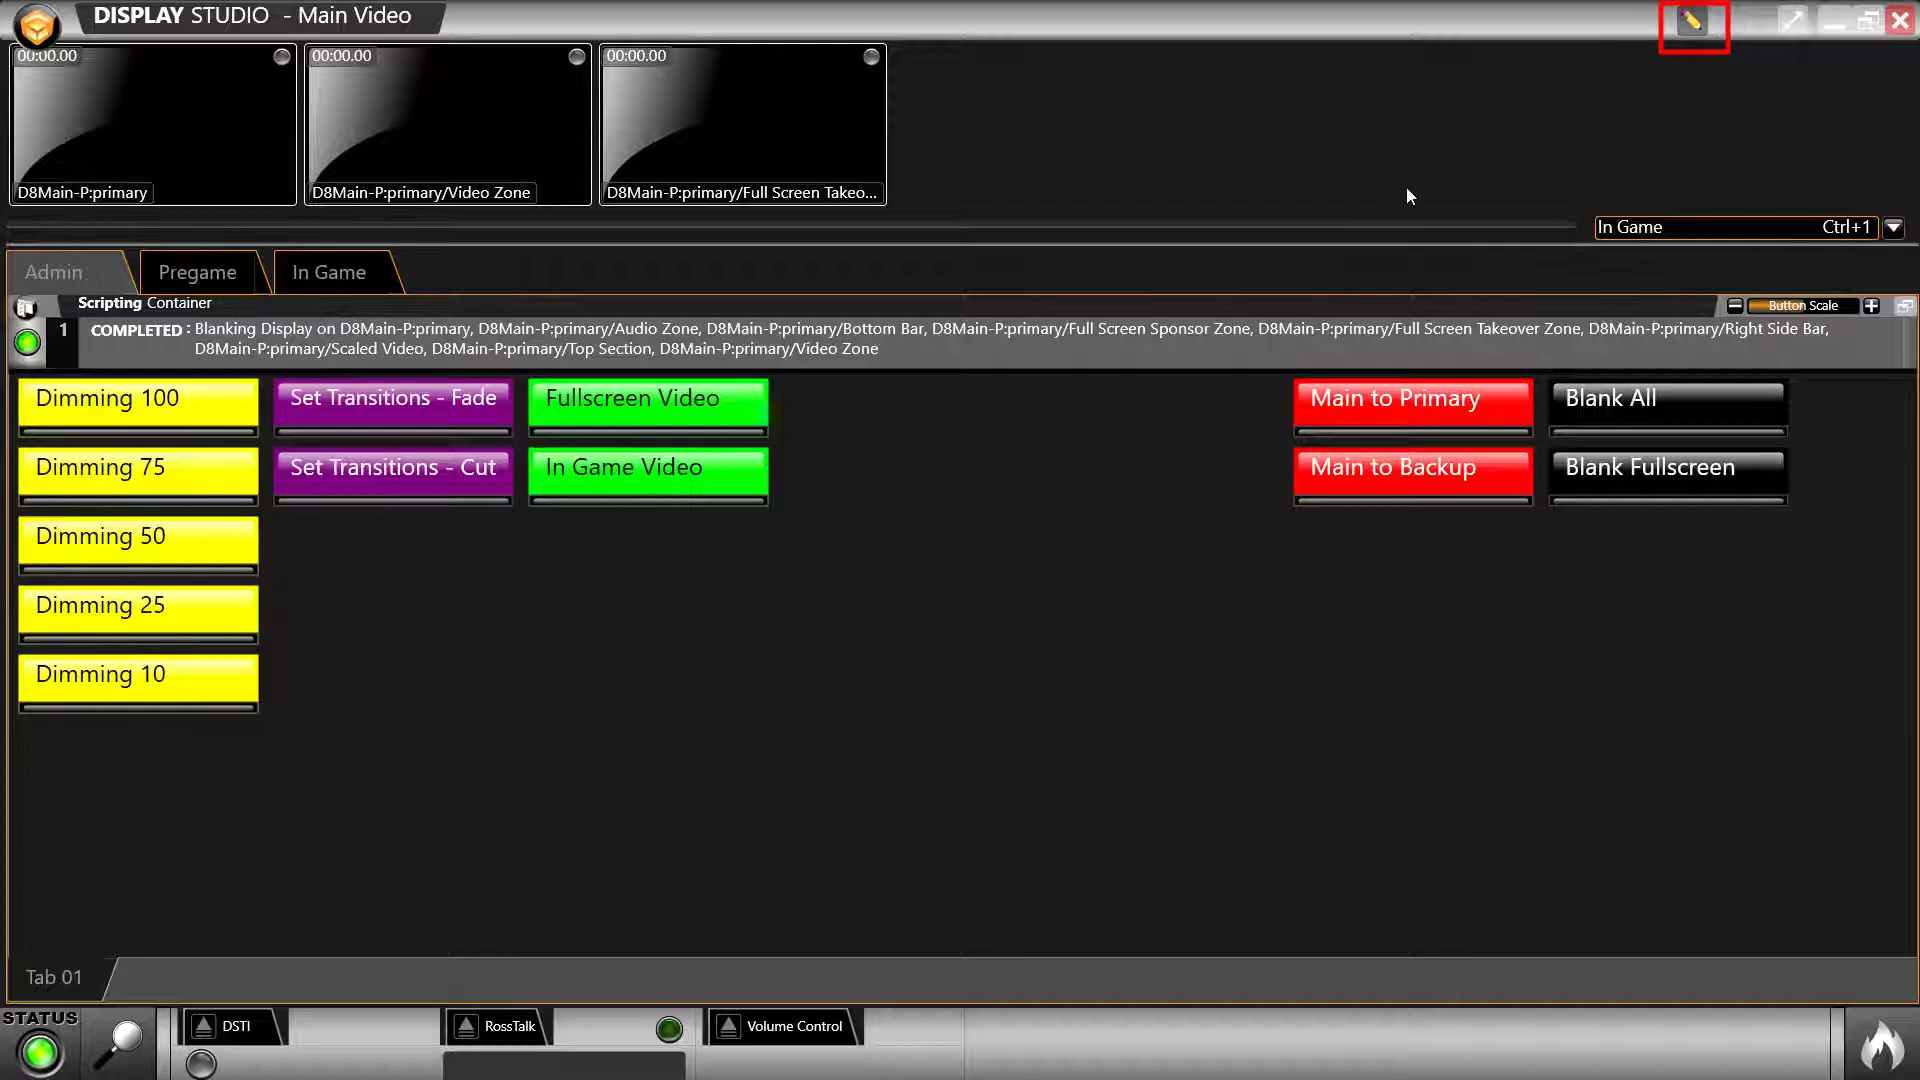 DISPLAY STUDIO - Main Video
00:00.00
00:00.00
00:00.00
D8Main-P:primary
D8Main-P:primary/Video Zone
D8Main-P:primary/Full Screen Takeo...
In Game Ctrl+1
Admin
Pregame
In Game
Scripting Container
Button Scale
1
COMPLETED : Blanking Display on D8Main-P:primary, D8Main-P:primary/Audio Zone, D8Main-P:primary/Bottom Bar, D8Main-P:primary/Full Screen Sponsor Zone, D8Main-P:primary/Full Screen Takeover Zone, D8Main-P:primary/Right Side Bar,
D8Main-P:primary/Scaled Video, D8Main-P:primary/Top Section, D8Main-P:primary/Video Zone
Dimming 100
Set Transitions - Fade
Fullscreen Video
Main to Primary
Blank All
Dimming 75
Set Transitions - Cut
In Game Video
Main to Backup
Blank Fullscreen
Dimming 50
Dimming 25
Dimming 10
Tab 01
STATUS
DSTI
RossTalk
Volume Control